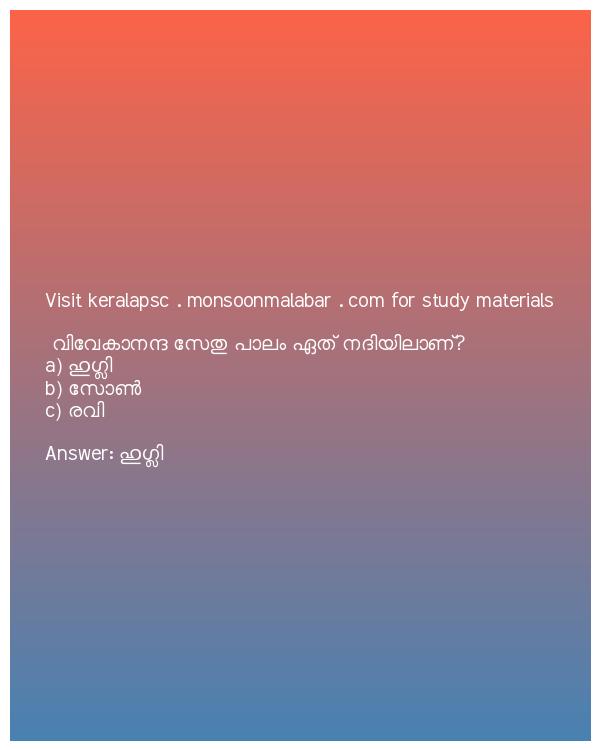 Visit keralapsc . monsoonmalabar . com for study materials
വിവേകാനന്ദ സേതു പാലം ഏത് നദിയിലാണ്?
a) ഹൂഗ്ലി
b) സോൺ
c) രവി
Answer: ഹൂഗ്ലി